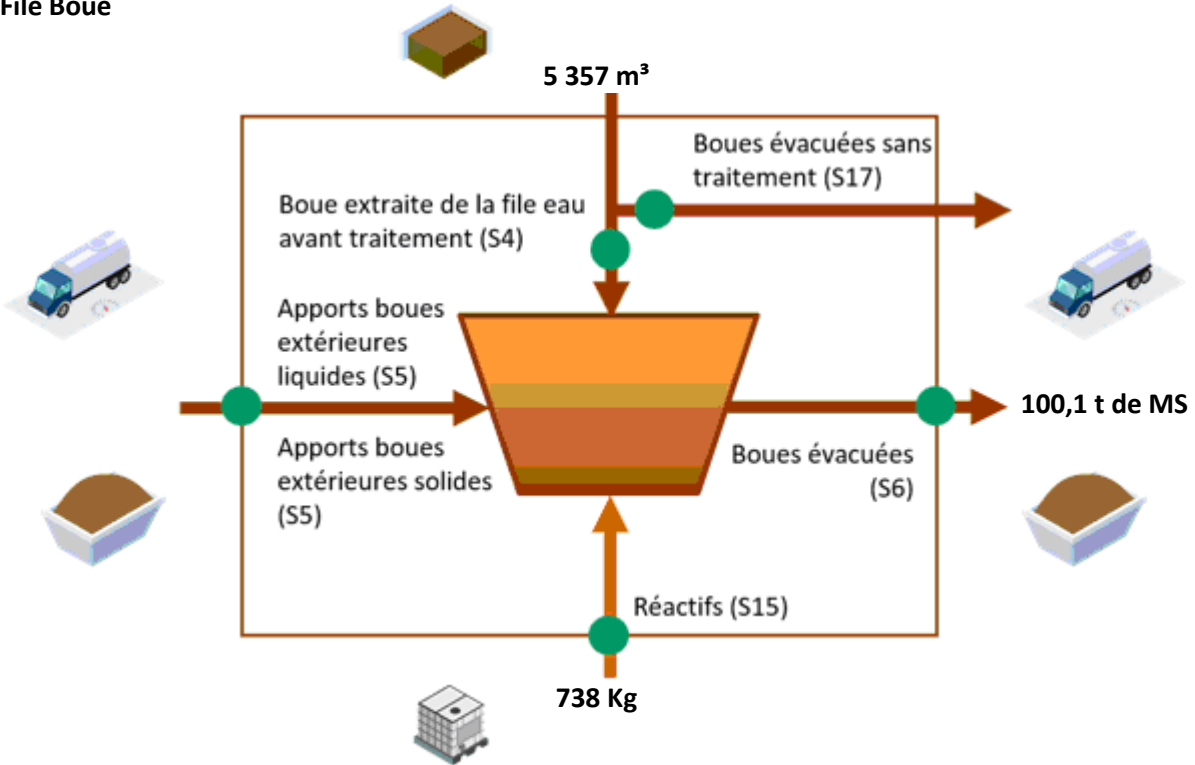 File Boue
5 357 m³
Boues évacuées sans
traitement (S17)
Boue extraite de la file eau
avant traitement (S4)
Apports boues
extérieures
liquides (S5)
100,1 t de MS
Apports boues
extérieures solides
(S5)
Boues évacuées
(S6)
Réactifs (S15)
738 Kg